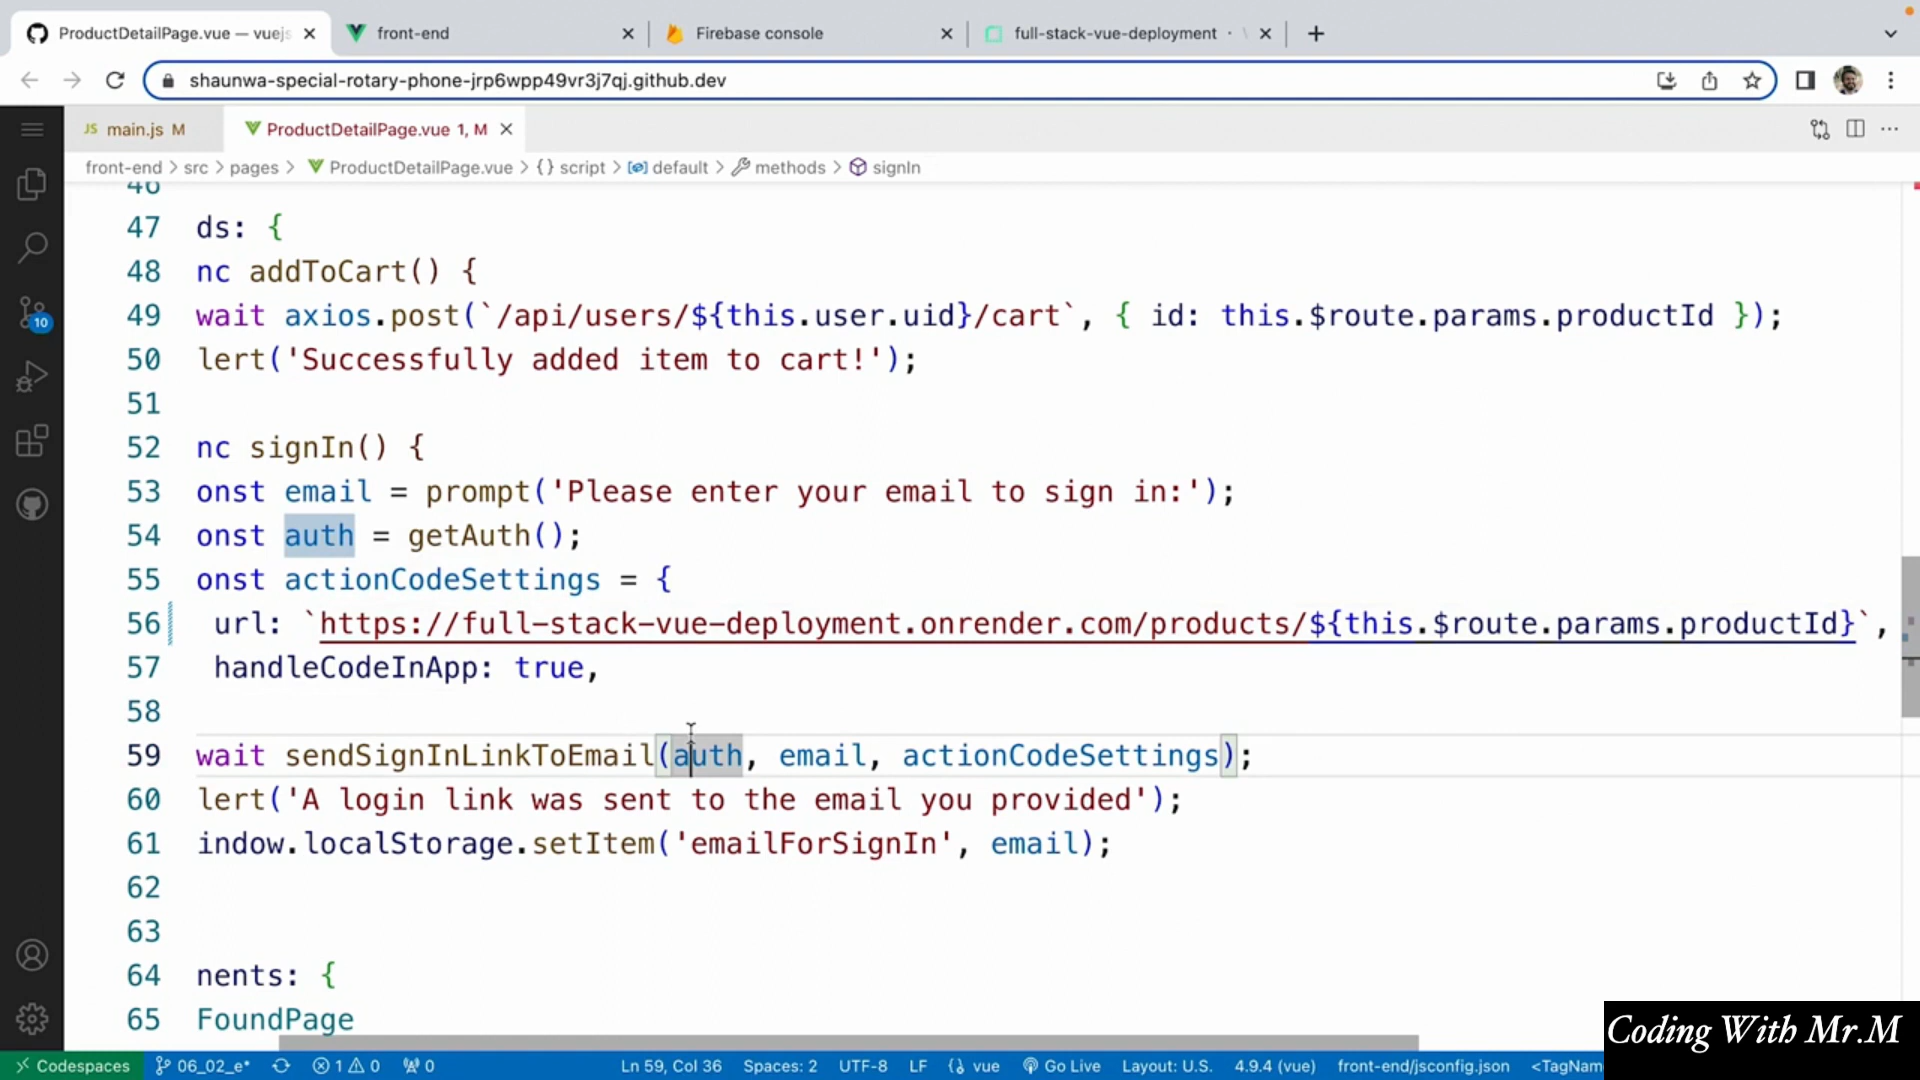 ProductDetailPage.vue — vuejs
front-end
Firebase console
full-stack-vue-deployment ·
shaunwa-special-rotary-phone-jrp6wpp49vr3j7qj.github.dev
JS main.js M
ProductDetailPage.vue 1, M
front-end > src > pages > ProductDetailPage.vue > {} script > default > methods > signIn
46
47 ds: {
48 nc addToCart() {
49 wait axios.post(`/api/users/${this.user.uid}/cart`, { id: this.$route.params.productId });
50 lert('Successfully added item to cart!');
51
52 nc signIn() {
53 onst email = prompt('Please enter your email to sign in:');
54 onst auth = getAuth();
55 onst actionCodeSettings = {
56 url: `https://full-stack-vue-deployment.onrender.com/products/${this.$route.params.productId}`,
57 handleCodeInApp: true,
58
59 wait sendSignInLinkToEmail(auth, email, actionCodeSettings);
60 lert('A login link was sent to the email you provided');
61 indow.localStorage.setItem('emailForSignIn', email);
62
63
64 nents: {
65 FoundPage
10
Coding With Mr.M
Codespaces 06_02_e* 1 0 0 Ln 59, Col 36 Spaces: 2 UTF-8 LF {} vue Go Live Layout: U.S. 4.9.4 (vue) front-end/jsconfig.json <TagNam